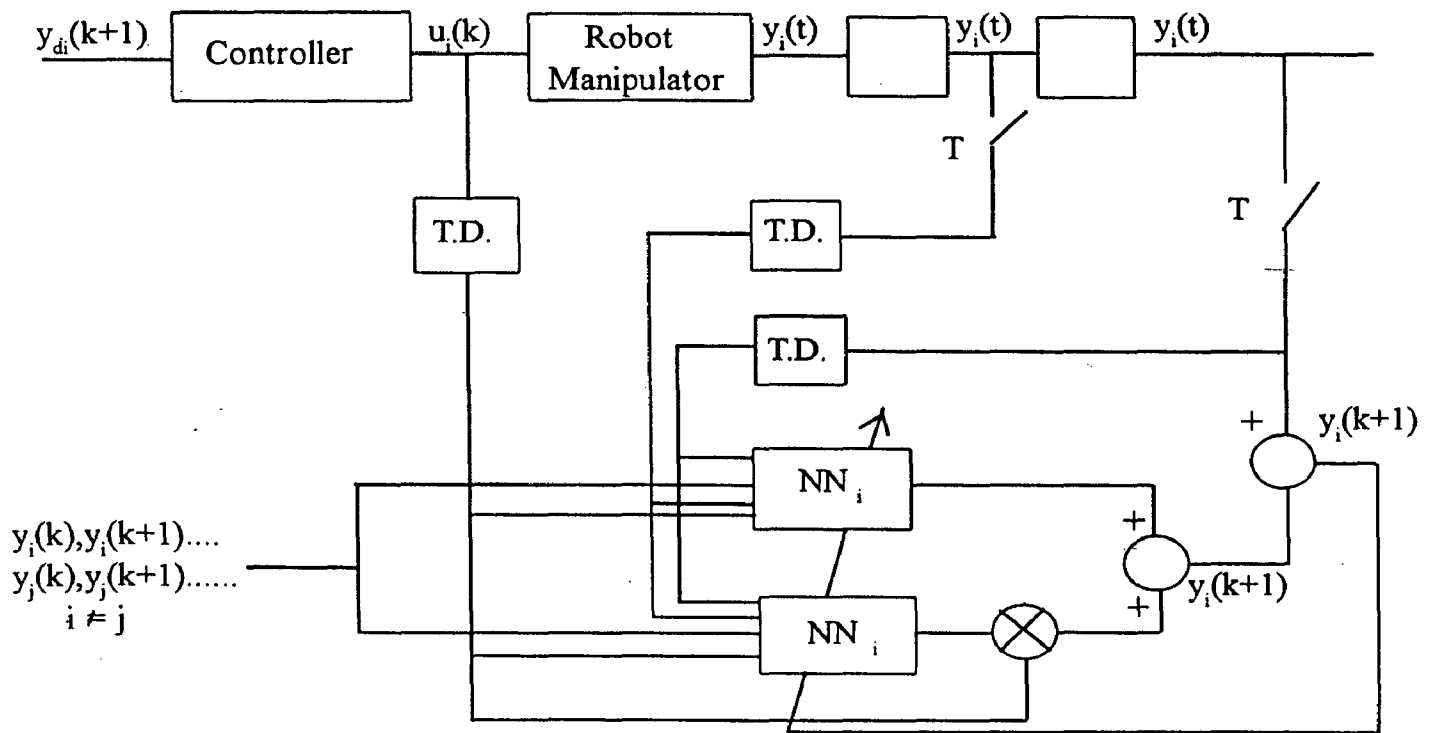 y_di(k+1)
Controller
u_i(k)
Robot
Manipulator
y_i(t)
y_i(t)
y_i(t)
T
T
T.D.
T.D.
T.D.
+
y_i(k+1)
NN_i
+
y_i(k),y_i(k+1)....
y_j(k),y_j(k+1)......
i ≠ j
y_i(k+1)
+
NN_i